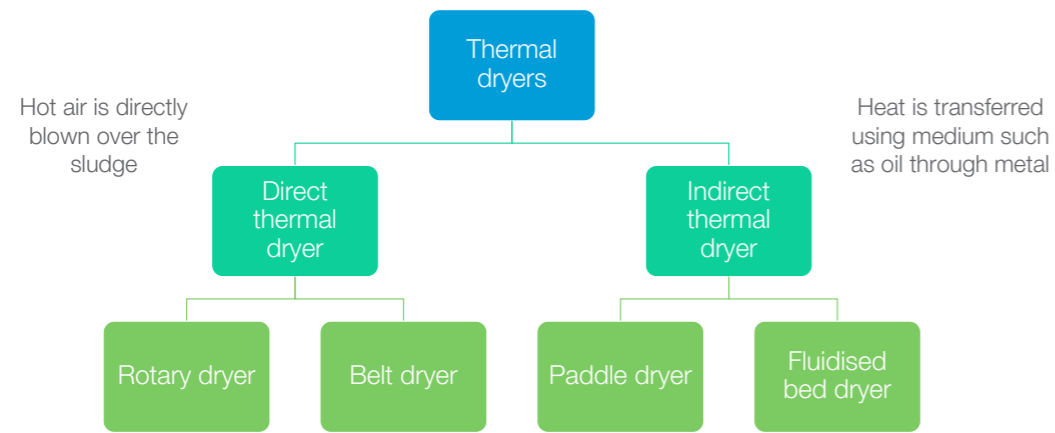 Thermal
dryers
Hot air is directly
blown over the
sludge
Heat is transferred
using medium such
as oil through metal
Direct
thermal
dryer
Indirect
thermal
dryer
Rotary dryer
Belt dryer
Paddle dryer
Fluidised
bed dryer